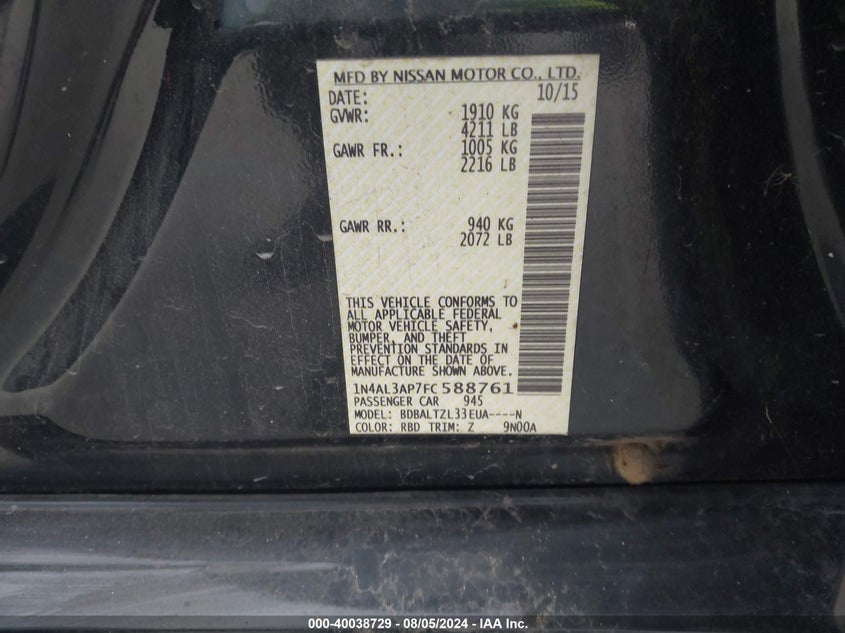 MFD BY NISSAN MOTOR CO., LTD.
DATE: 10/15
GVWR: 1910 KG
4211 LB
GAWR FR.: 1005 KG
2216 LB
GAWR RR.: 940 KG
2072 LB
THIS VEHICLE CONFORMS TO
ALL APPLICABLE FEDERAL
MOTOR VEHICLE SAFETY,
BUMPER, AND THEFT
PREVENTION STANDARDS IN
EFFECT ON THE DATE OF
MANUFACTURE SHOWN ABOVE.
1N4AL3AP7FC588761
PASSENGER CAR 945
MODEL: BDBALTZL33EUA----N
COLOR: RBD TRIM: Z 9N00A
000-40038729 - 08/05/2024 - IAA Inc.